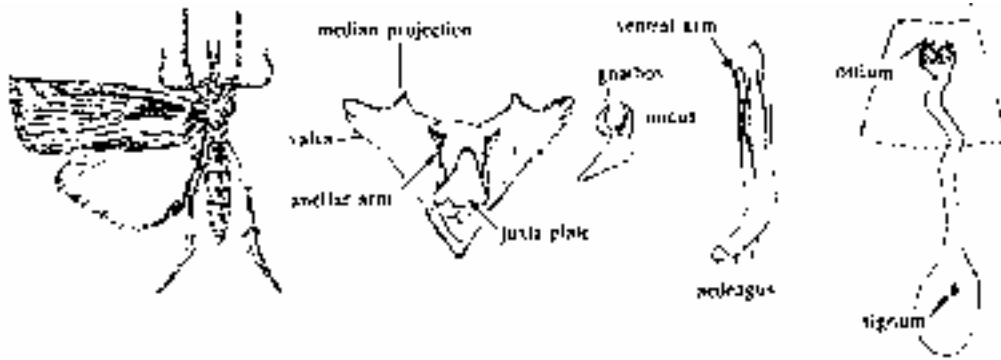 median projection
ventral arm
gnathos
ostium
uncus
valva
anellar arm
juxta plate
aedeagus
signum